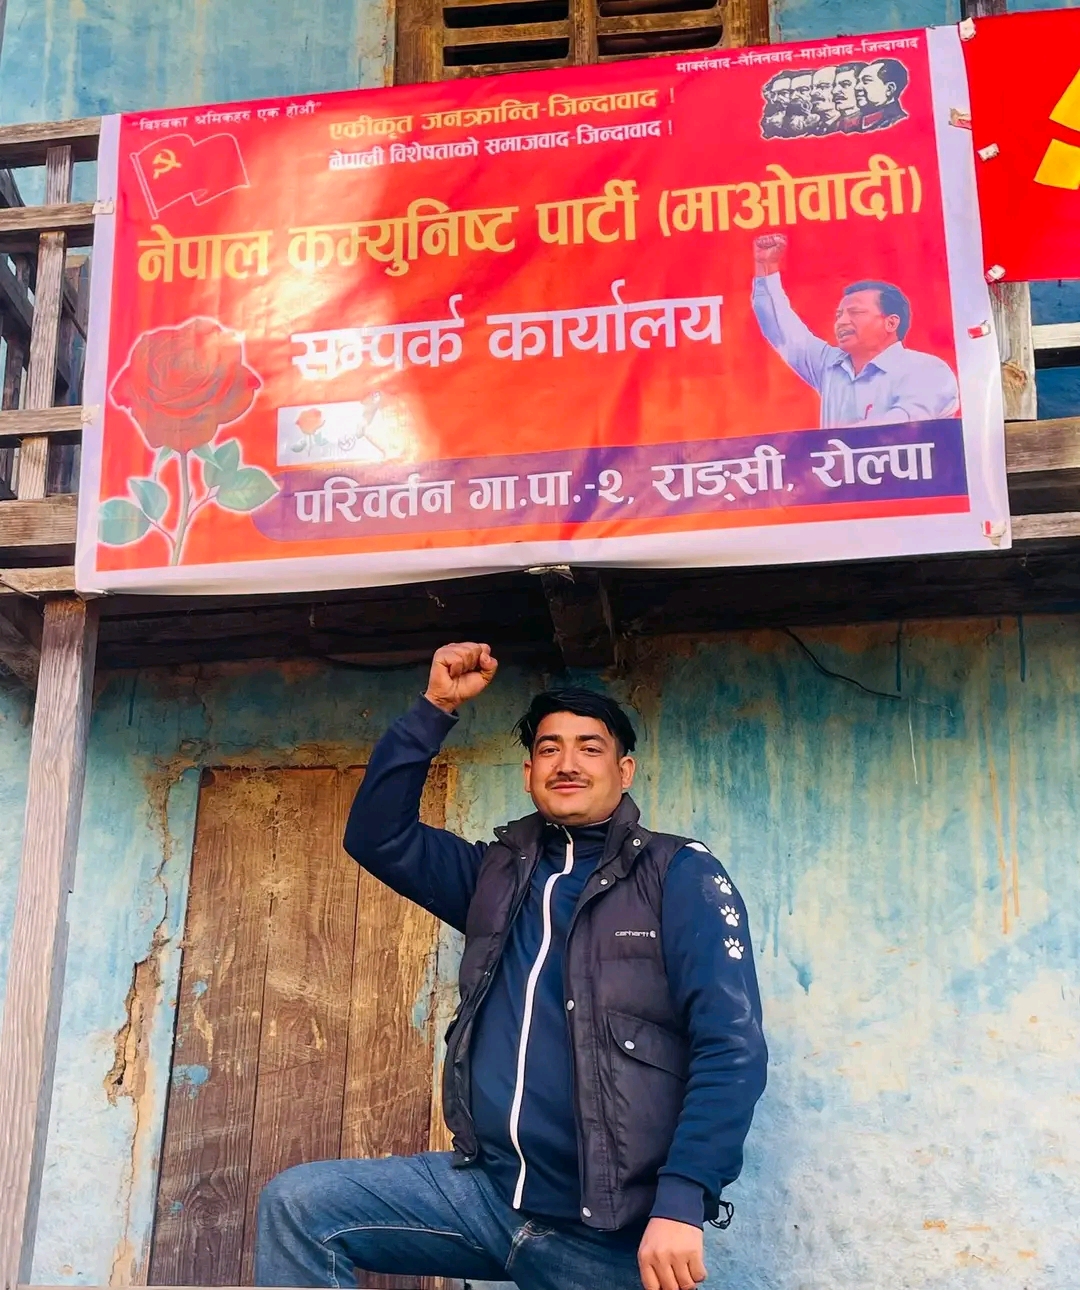 "विश्वका श्रमिकहरु एक होऔं"
मार्क्सवाद-लेनिनवाद-माओवाद-जिन्दावाद
एकीकृत जनक्रान्ति-जिन्दावाद !
नेपाली विशेषताको समाजवाद-जिन्दावाद !
नेपाल कम्युनिष्ट पार्टी (माओवादी)
सम्पर्क कार्यालय
परिवर्तन गा.पा.-२, राङ्सी, रोल्पा
carhartt